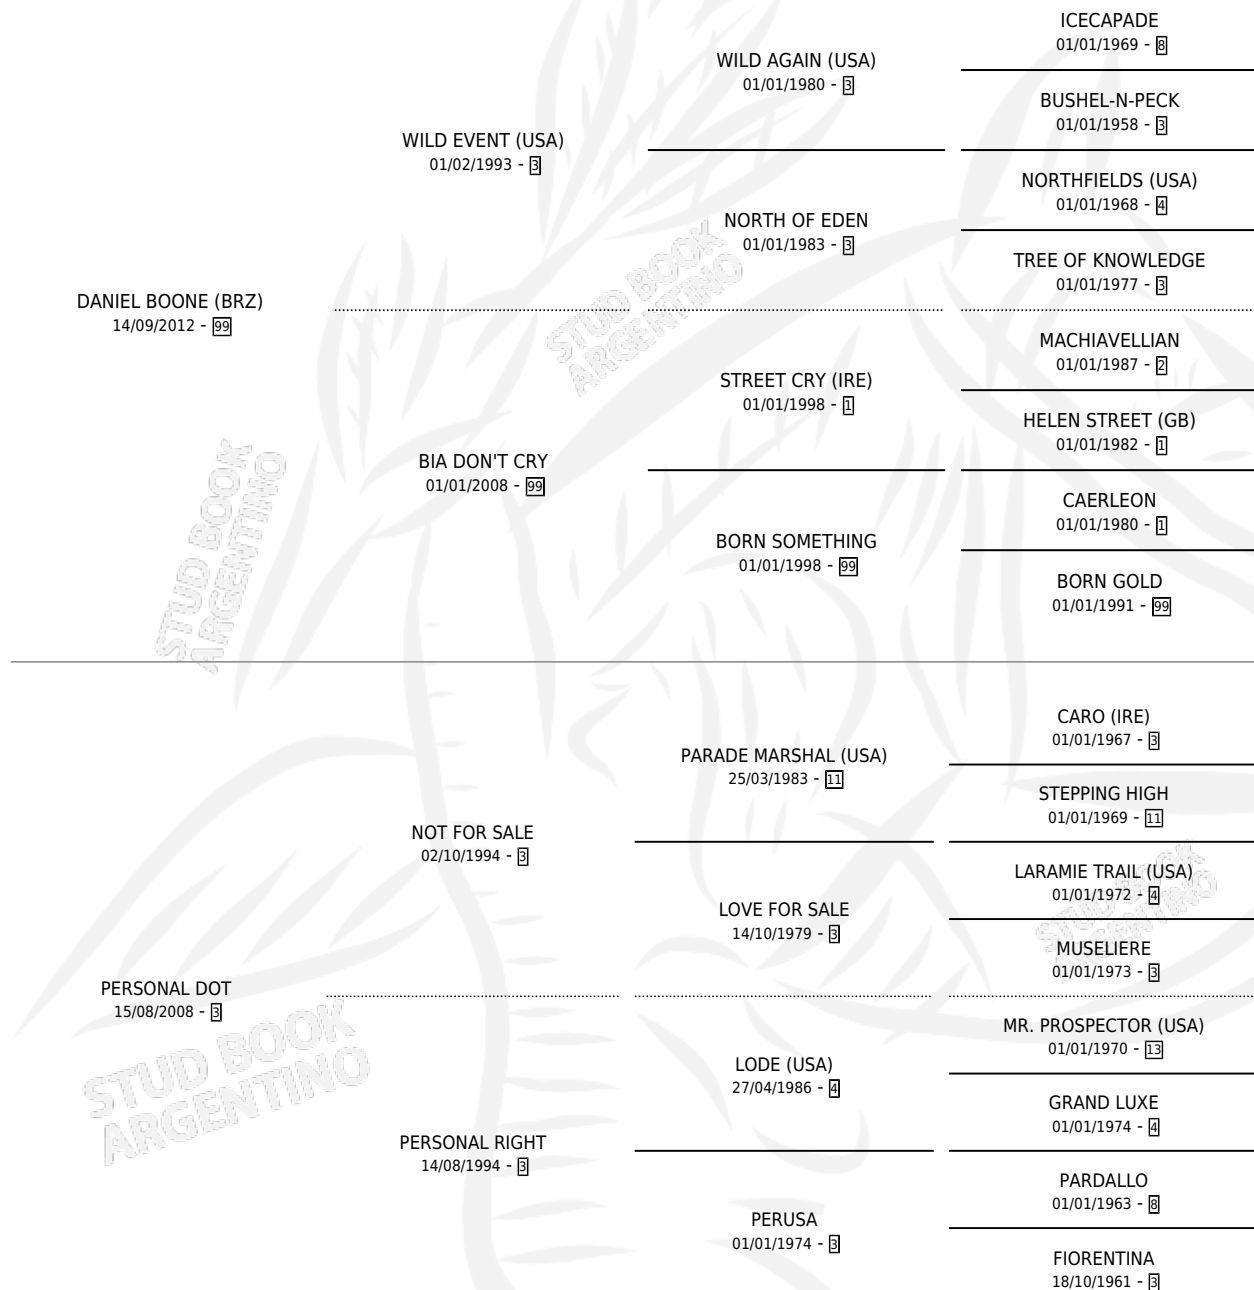 ICECAPADE
01/01/1969 - 8
WILD AGAIN (USA)
01/01/1980 - 3
BUSHEL-N-PECK
01/01/1958 - 3
WILD EVENT (USA)
01/02/1993 - 3
NORTHFIELDS (USA)
01/01/1968 - 4
NORTH OF EDEN
01/01/1983 - 3
TREE OF KNOWLEDGE
01/01/1977 - 3
DANIEL BOONE (BRZ)
14/09/2012 - 99
STUD BOOK
ARGENTINO
MACHIAVELLIAN
01/01/1987 - 2
STREET CRY (IRE)
01/01/1998 - 1
HELEN STREET (GB)
01/01/1982 - 1
BIA DON'T CRY
01/01/2008 - 99
CAERLEON
01/01/1980 - 1
BORN SOMETHING
01/01/1998 - 99
BORN GOLD
01/01/1991 - 99
STUD BOOK
ARGENTINO
CARO (IRE)
01/01/1967 - 3
PARADE MARSHAL (USA)
25/03/1983 - 11
STEPPING HIGH
01/01/1969 - 11
NOT FOR SALE
02/10/1994 - 3
LARAMIE TRAIL (USA)
01/01/1972 - 4
LOVE FOR SALE
14/10/1979 - 3
STUD BOOK
ARGENTINO
MUSELIERE
01/01/1973 - 3
PERSONAL DOT
15/08/2008 - 3
MR. PROSPECTOR (USA)
01/01/1970 - 13
LODE (USA)
27/04/1986 - 4
GRAND LUXE
01/01/1974 - 4
STUD BOOK
ARGENTINO
PERSONAL RIGHT
14/08/1994 - 3
PARDALLO
01/01/1963 - 8
PERUSA
01/01/1974 - 3
FIORENTINA
18/10/1961 - 3